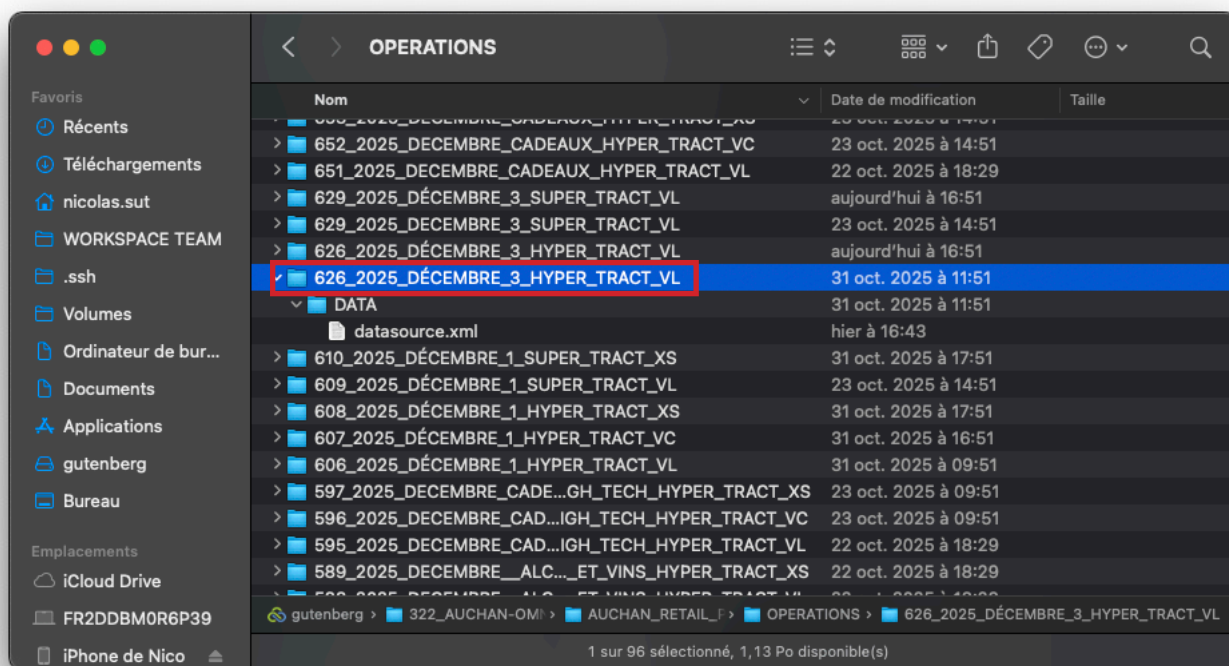 OPERATIONS
Favoris
Récents
Téléchargements
nicolas.sut
WORKSPACE TEAM
.ssh
Volumes
Ordinateur de bur...
Documents
Applications
gutenberg
Bureau
Emplacements
iCloud Drive
FR2DDBM0R6P39
iPhone de Nico
Nom Date de modification Taille
652_2025_DECEMBRE_CADEAUX_HYPER_TRACT_VC 23 oct. 2025 à 14:51
651_2025_DECEMBRE_CADEAUX_HYPER_TRACT_VL 22 oct. 2025 à 18:29
629_2025_DÉCEMBRE_3_SUPER_TRACT_VL aujourd'hui à 16:51
629_2025_DÉCEMBRE_3_SUPER_TRACT_VL 23 oct. 2025 à 14:51
626_2025_DÉCEMBRE_3_HYPER_TRACT_VL aujourd'hui à 16:51
626_2025_DÉCEMBRE_3_HYPER_TRACT_VL 31 oct. 2025 à 11:51
DATA 31 oct. 2025 à 11:51
datasource.xml hier à 16:43
610_2025_DÉCEMBRE_1_SUPER_TRACT_XS 31 oct. 2025 à 17:51
609_2025_DÉCEMBRE_1_SUPER_TRACT_VL 23 oct. 2025 à 14:51
608_2025_DÉCEMBRE_1_HYPER_TRACT_XS 31 oct. 2025 à 17:51
607_2025_DÉCEMBRE_1_HYPER_TRACT_VC 31 oct. 2025 à 16:51
606_2025_DÉCEMBRE_1_HYPER_TRACT_VL 31 oct. 2025 à 09:51
597_2025_DECEMBRE_CADE...GH_TECH_HYPER_TRACT_XS 23 oct. 2025 à 09:51
596_2025_DECEMBRE_CAD...IGH_TECH_HYPER_TRACT_VC 23 oct. 2025 à 09:51
595_2025_DECEMBRE_CAD...IGH_TECH_HYPER_TRACT_VL 22 oct. 2025 à 18:29
589_2025_DECEMBRE__ALC..._ET_VINS_HYPER_TRACT_XS 22 oct. 2025 à 18:29
gutenberg › 322_AUCHAN-OMN › AUCHAN_RETAIL_F › OPERATIONS › 626_2025_DÉCEMBRE_3_HYPER_TRACT_VL
1 sur 96 sélectionné, 1,13 Po disponible(s)